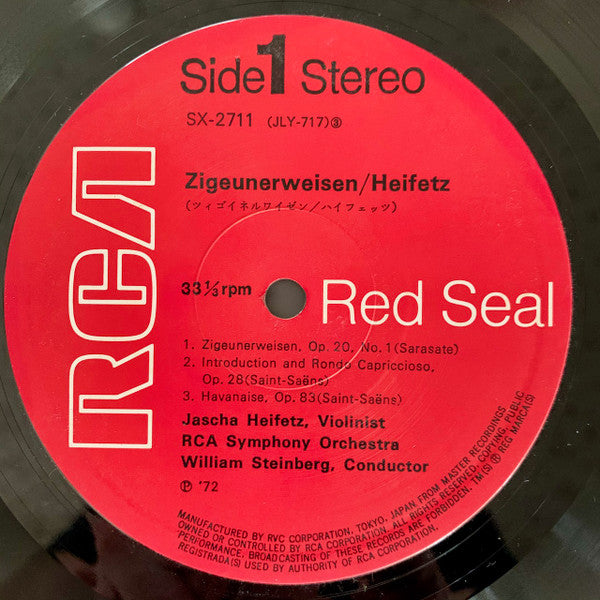 Side 1 Stereo
SX-2711 (JLY-717)③
Zigeunerweisen/Heifetz
(ツィゴイネルワイゼン/ハイフェッツ)
RCA
33⅓rpm
Red Seal
1. Zigeunerweisen, Op. 20, No. 1(Sarasate)
2. Introduction and Rondo Capriccioso,
Op. 28(Saint-Saëns)
3. Havanaise, Op. 83(Saint-Saëns)
Jascha Heifetz, Violinist
RCA Symphony Orchestra
William Steinberg, Conductor
Ⓟ '72
MANUFACTURED BY RVC CORPORATION, TOKYO, JAPAN FROM MASTER RECORDINGS
OWNED OR CONTROLLED BY RCA CORPORATION. ALL RIGHTS RESERVED. COPYING, PUBLIC
PERFORMANCE, BROADCASTING OF THESE RECORDS ARE FORBIDDEN. TM(S) ® REG MARCA(S)
REGISTRADA(S) USED BY AUTHORITY OF RCA CORPORATION.